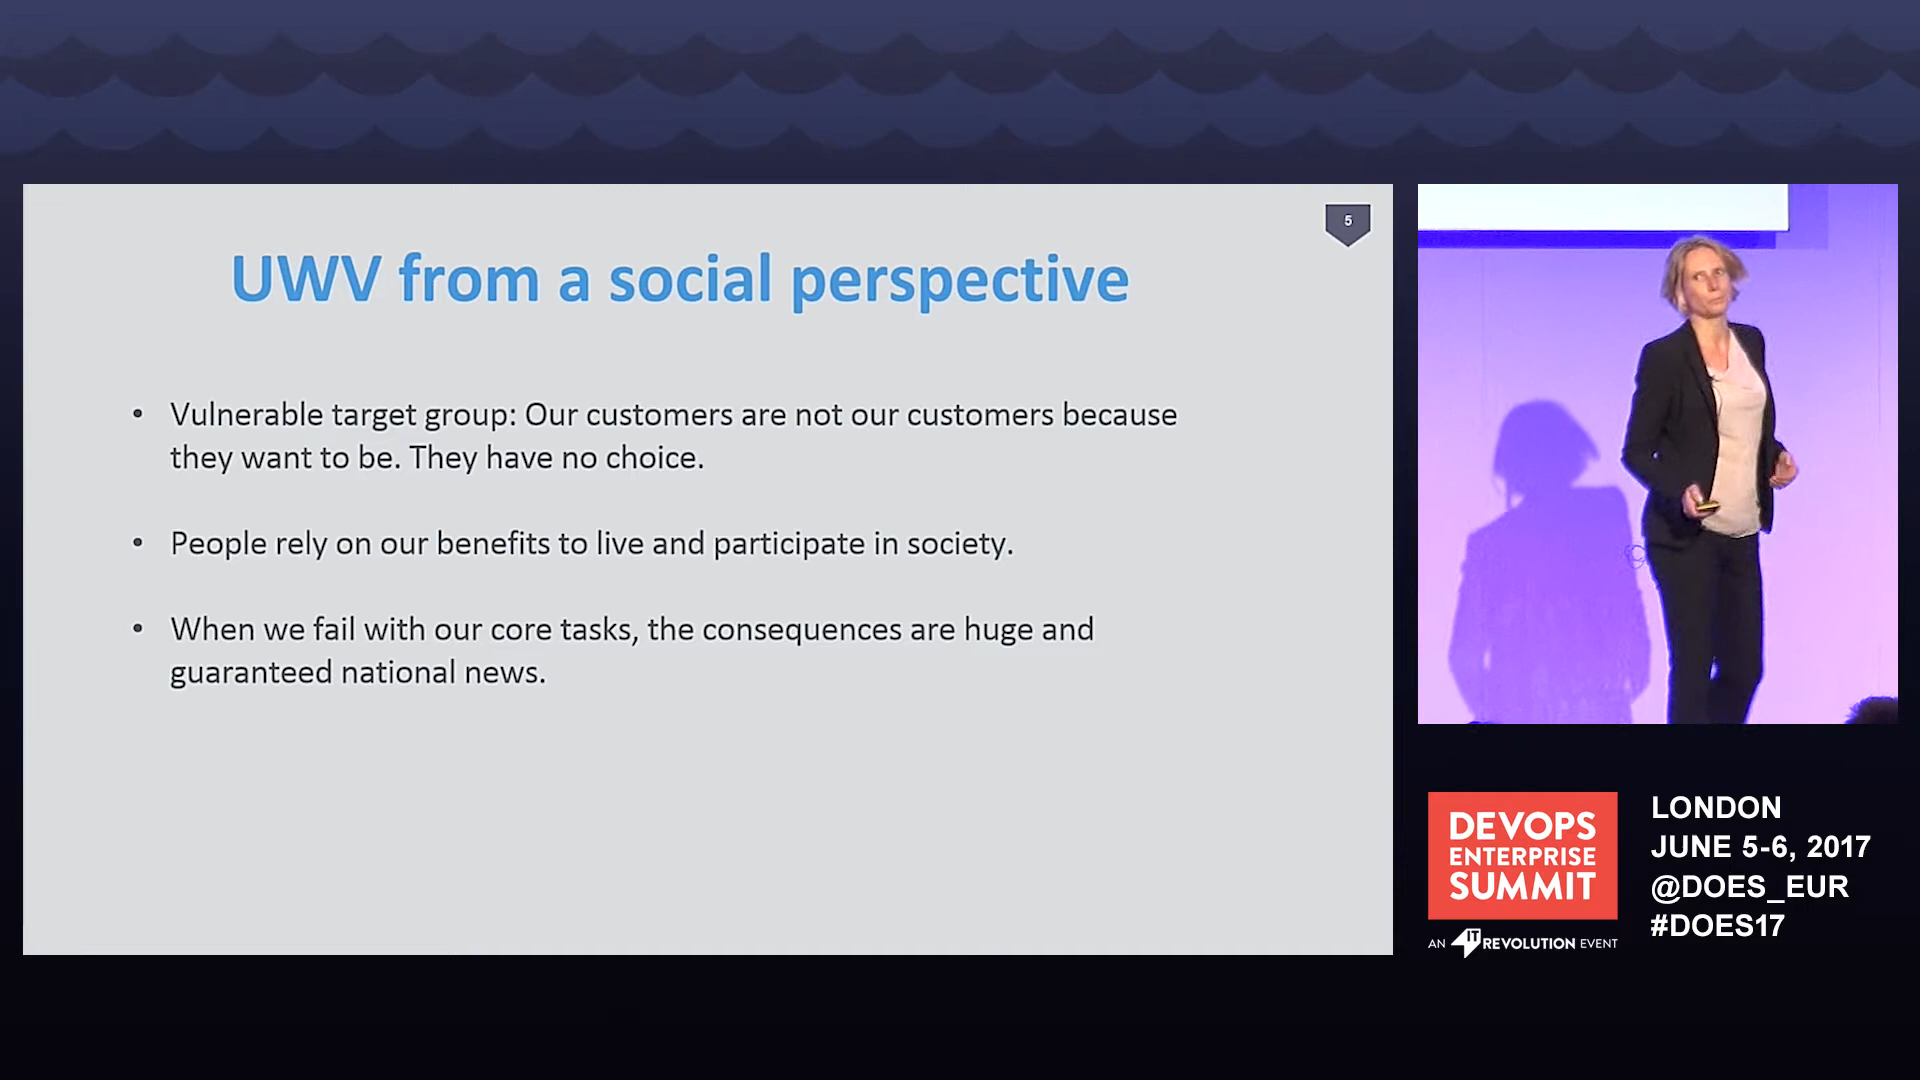 5
UWV from a social perspective
• Vulnerable target group: Our customers are not our customers because
they want to be. They have no choice.
• People rely on our benefits to live and participate in society.
• When we fail with our core tasks, the consequences are huge and
guaranteed national news.
DEVOPS
ENTERPRISE
SUMMIT
AN IT REVOLUTION EVENT
LONDON
JUNE 5-6, 2017
@DOES_EUR
#DOES17